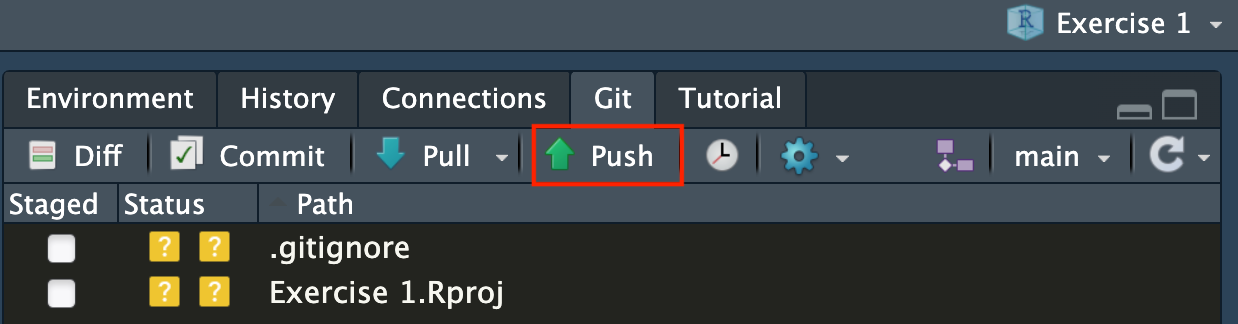 Exercise 1
Environment History Connections Git Tutorial
Diff Commit Pull Push main
Staged Status Path
? ? .gitignore
? ? Exercise 1.Rproj